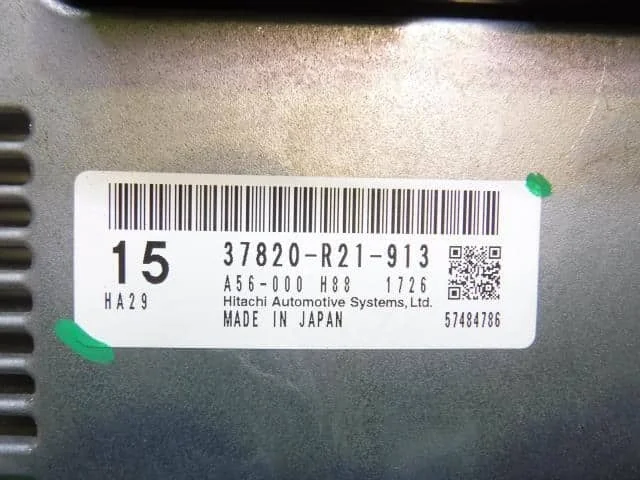 15 37820-R21-913
A56-000 H88 1726
HA29 Hitachi Automotive Systems, Ltd.
MADE IN JAPAN 57484786